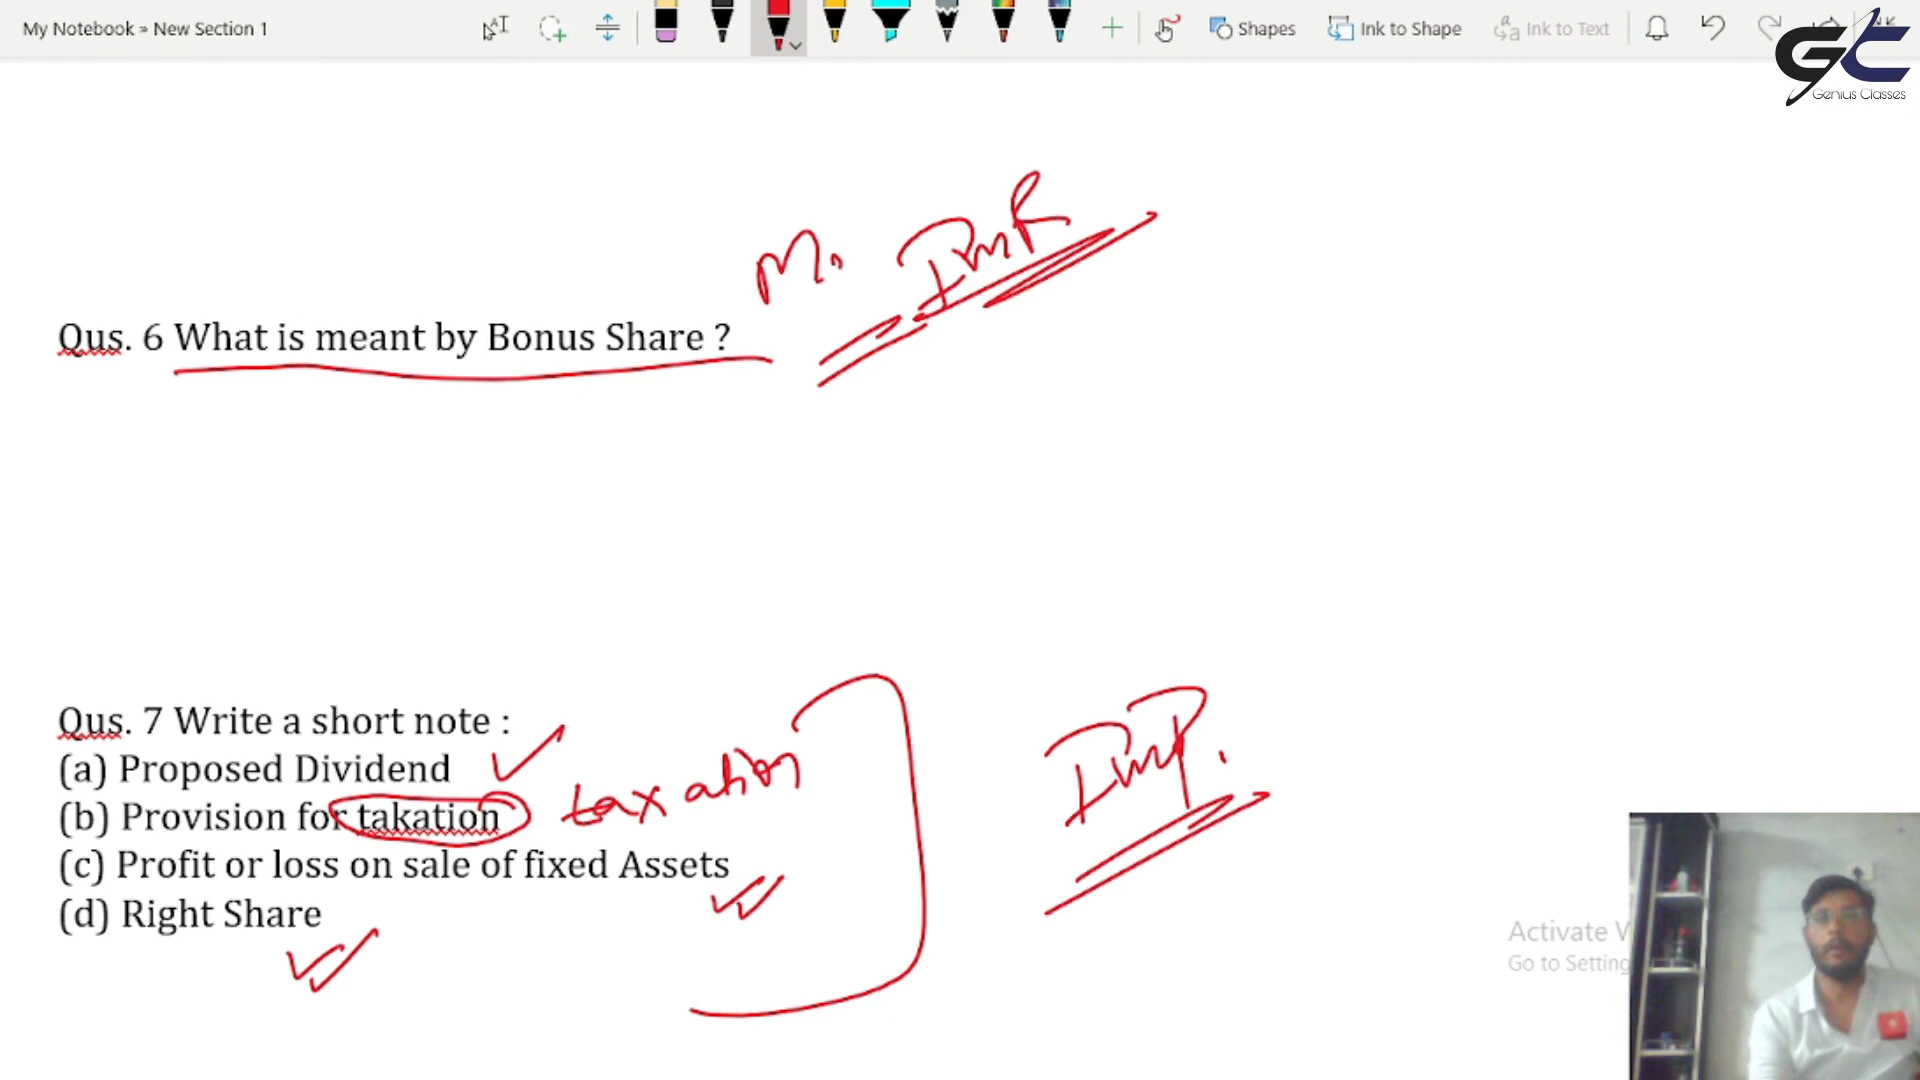 My Notebook » New Section 1
Shapes
Ink to Shape
Ink to Text
GC
Genius Classes
M. Imp
Qus. 6 What is meant by Bonus Share ?
Qus. 7 Write a short note :
(a) Proposed Dividend
(b) Provision for takation taxation
(c) Profit or loss on sale of fixed Assets
(d) Right Share
Imp.
Activate
Go to Setting